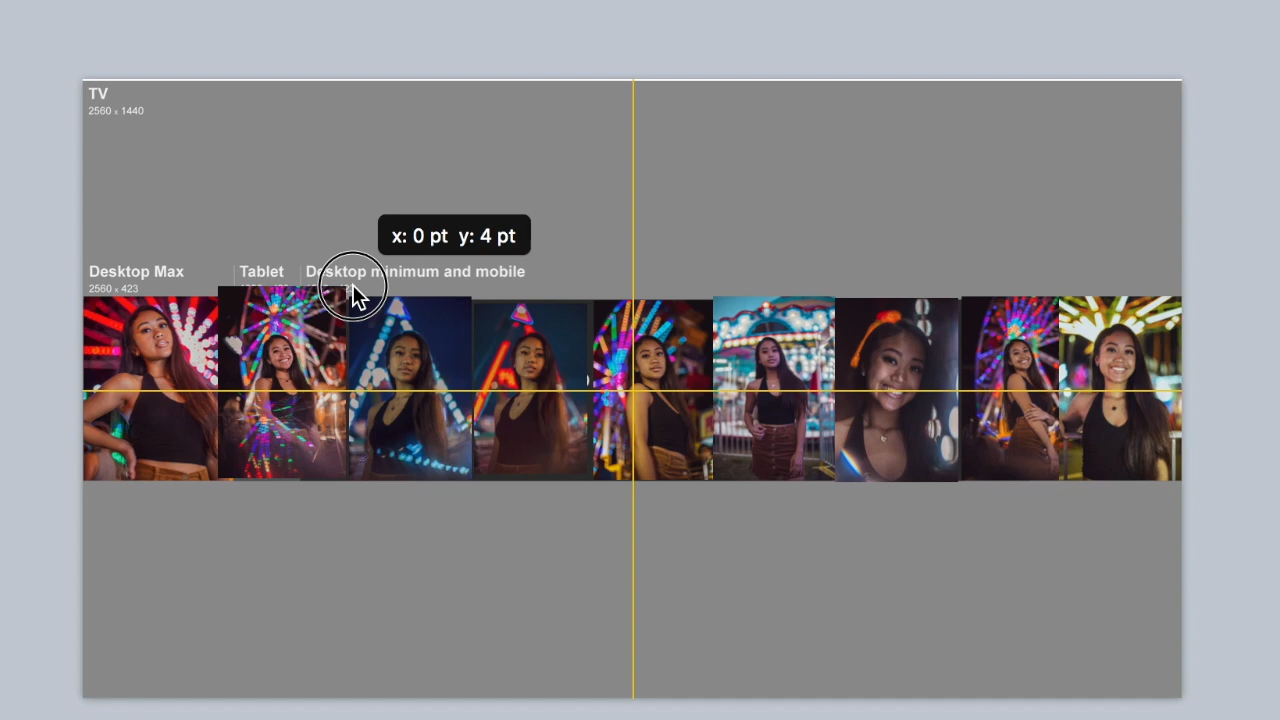 TV
2560 x 1440
x: 0 pt y: 4 pt
Desktop Max
Tablet
Desktop minimum and mobile
2560 x 423